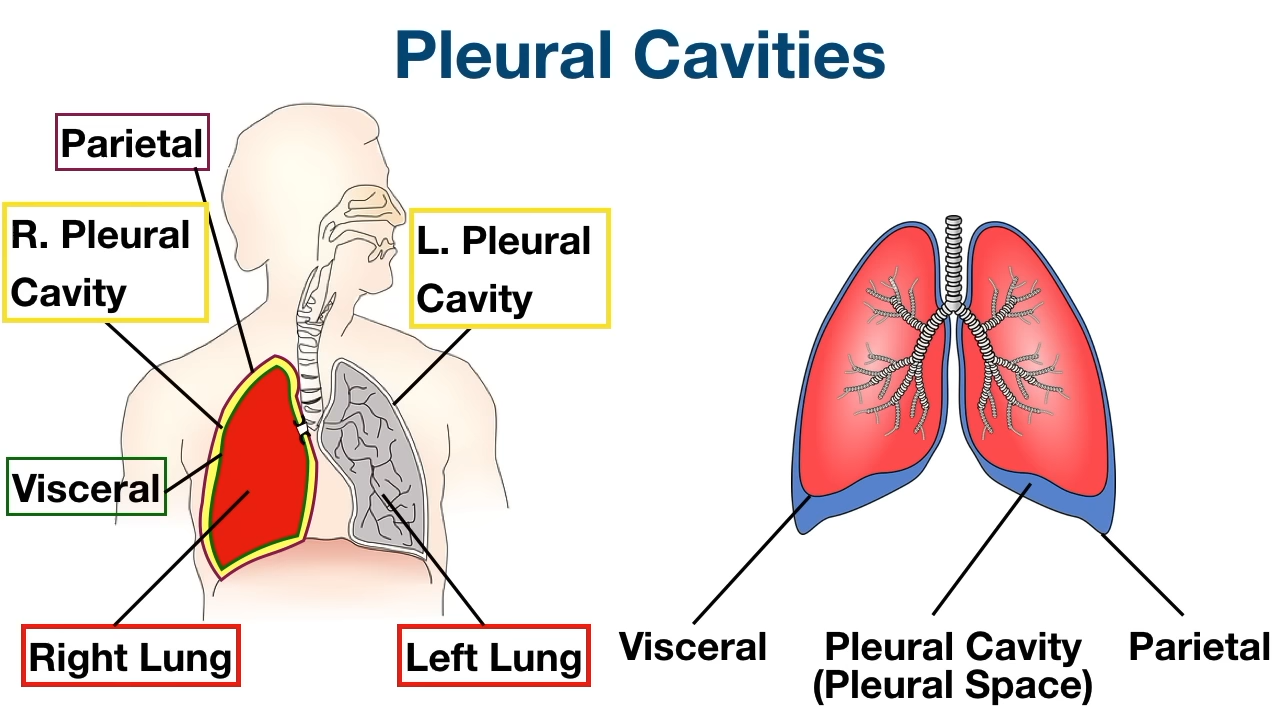 Pleural Cavities
Parietal
R. Pleural
Cavity
L. Pleural
Cavity
Visceral
Right Lung
Left Lung
Visceral
Pleural Cavity
(Pleural Space)
Parietal